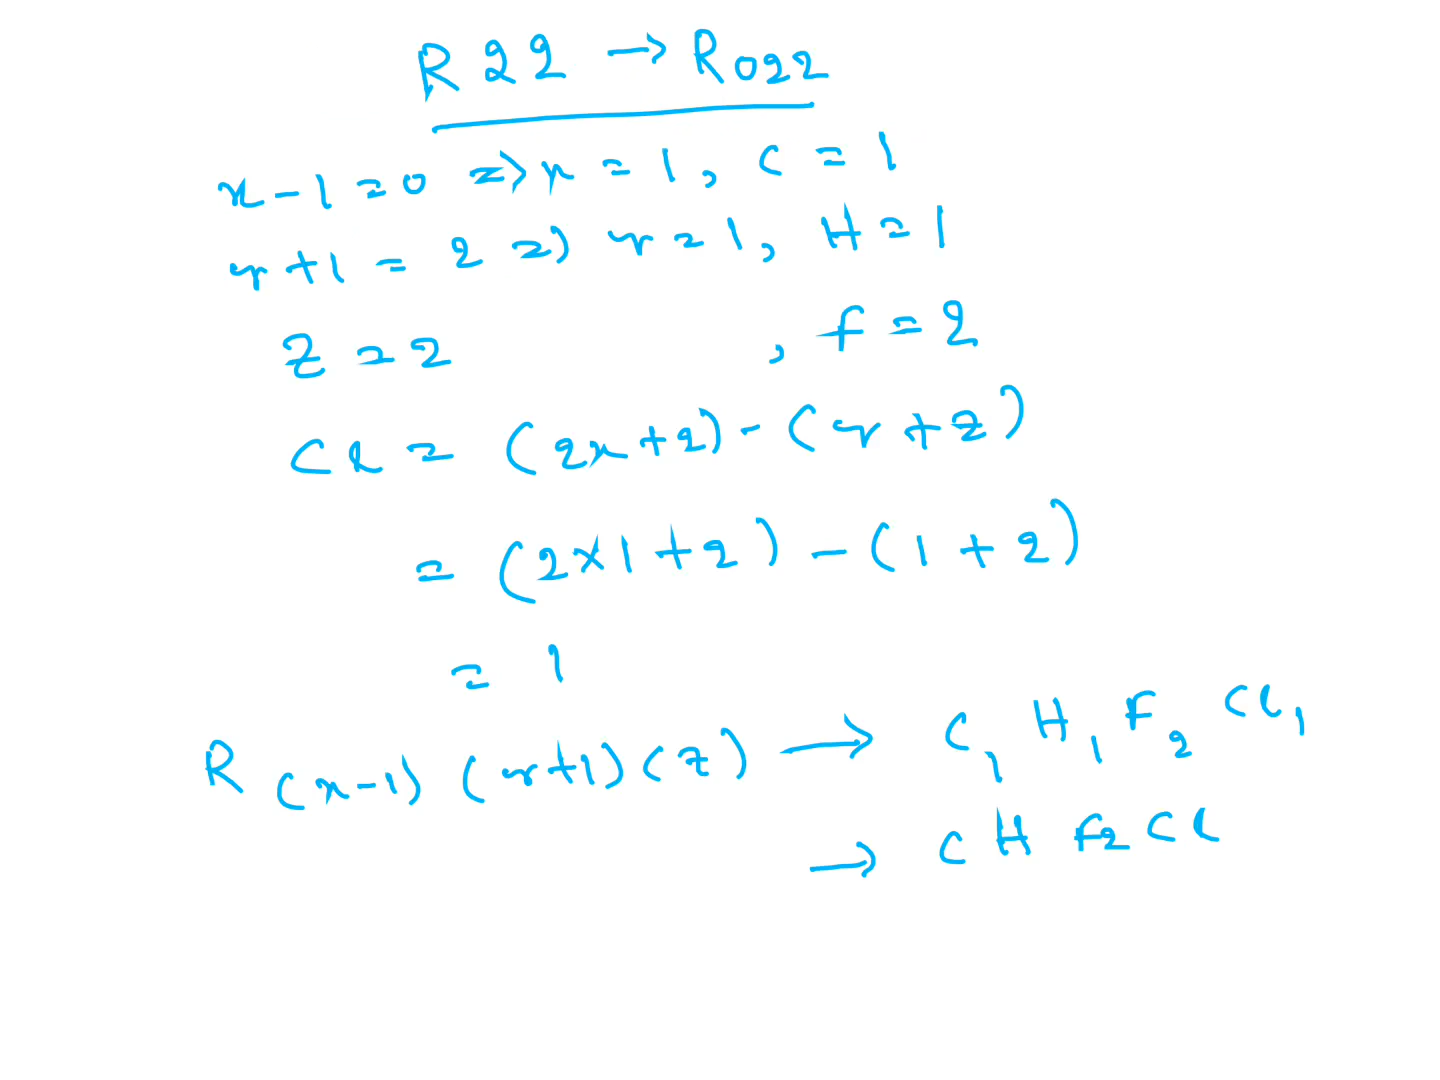 R22 → R022
x-1=0 => x=1, C=1
y+1=2 => y=1, H=1
z=2, f=2
Cl = (2x+2)-(y+z)
= (2×1+2)-(1+2)
= 1
R (x-1) (y+1) (z) → C₁ H₁ F₂ Cl₁
→ CHF2Cl